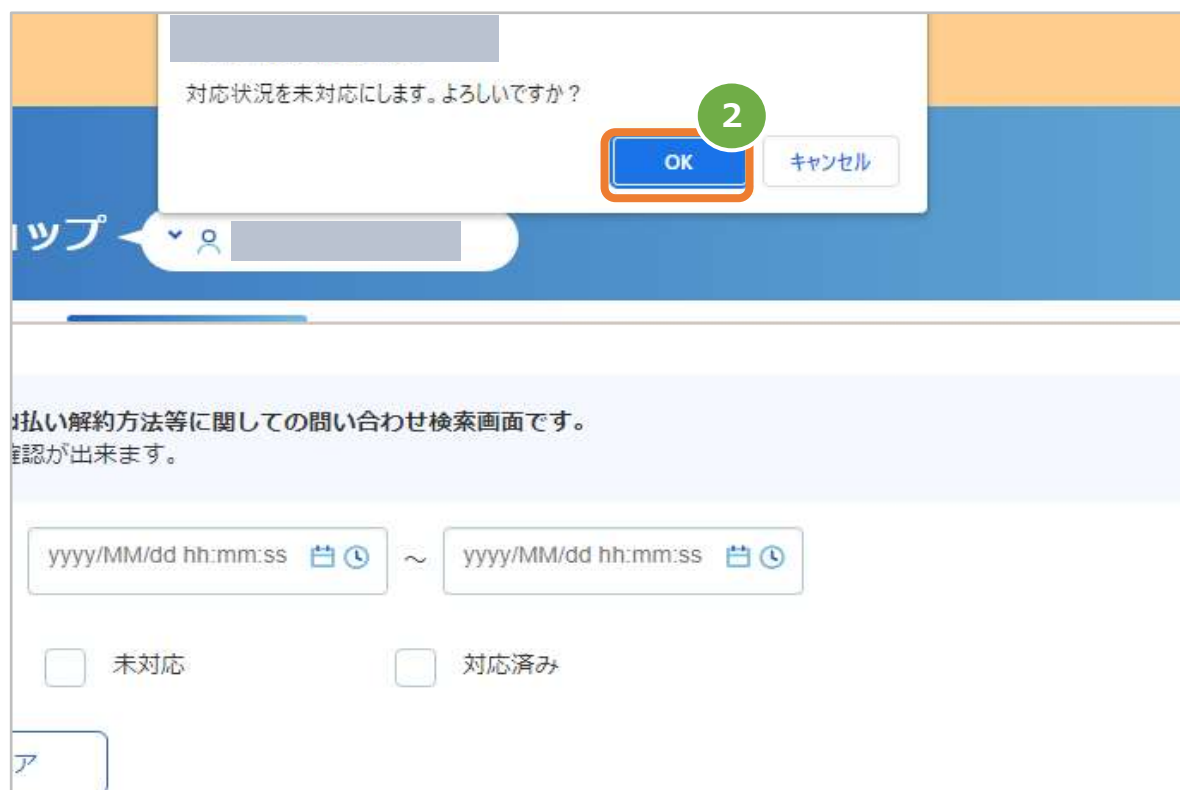 対応状況を未対応にします。よろしいですか？
2
OK
キャンセル
ョップ
d払い解約方法等に関しての問い合わせ検索画面です。
確認が出来ます。
yyyy/MM/dd hh:mm:ss ～ yyyy/MM/dd hh:mm:ss
未対応
対応済み
ア